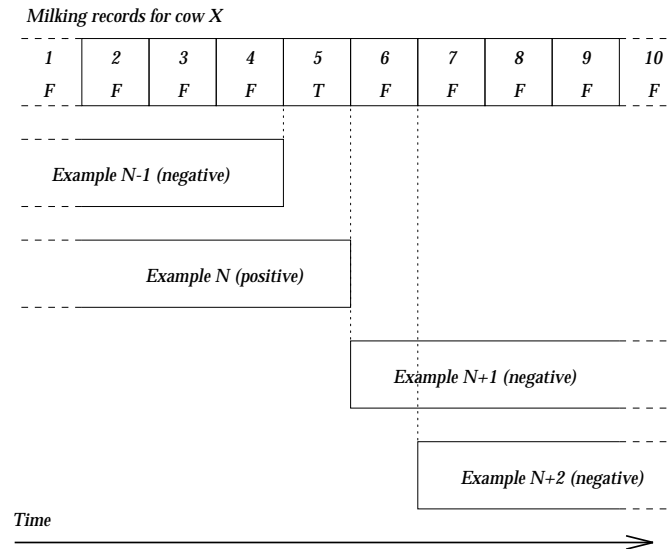 Milking records for cow X
1 2 3 4 5 6 7 8 9 10
F F F F T F F F F F
Example N-1 (negative)
Example N (positive)
Example N+1 (negative)
Example N+2 (negative)
Time